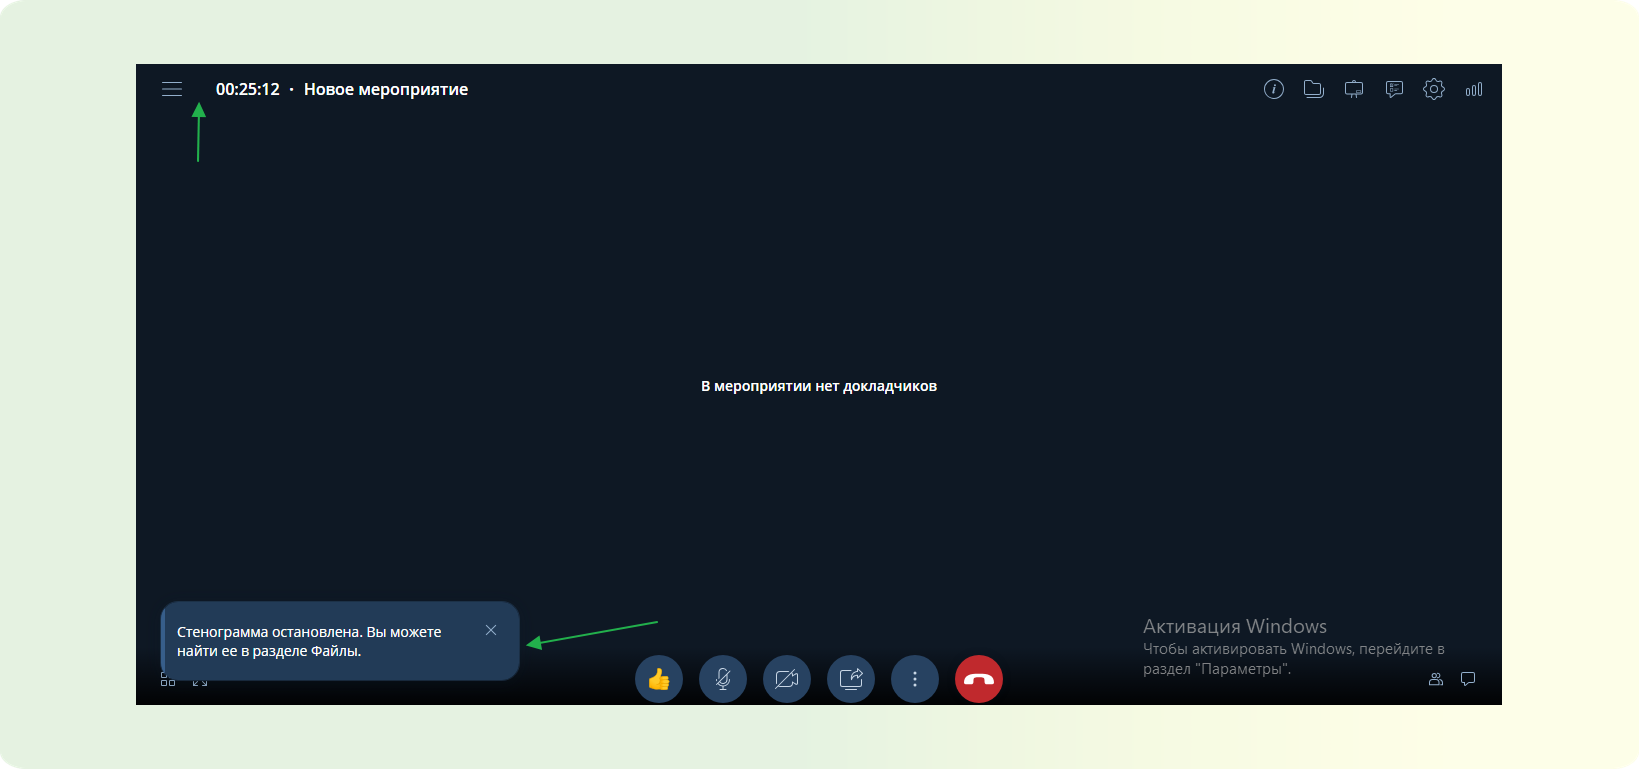 00:25:12 · Новое мероприятие
В мероприятии нет докладчиков
Стенограмма остановлена. Вы можете
найти ее в разделе Файлы.
Активация Windows
Чтобы активировать Windows, перейдите в
раздел "Параметры".